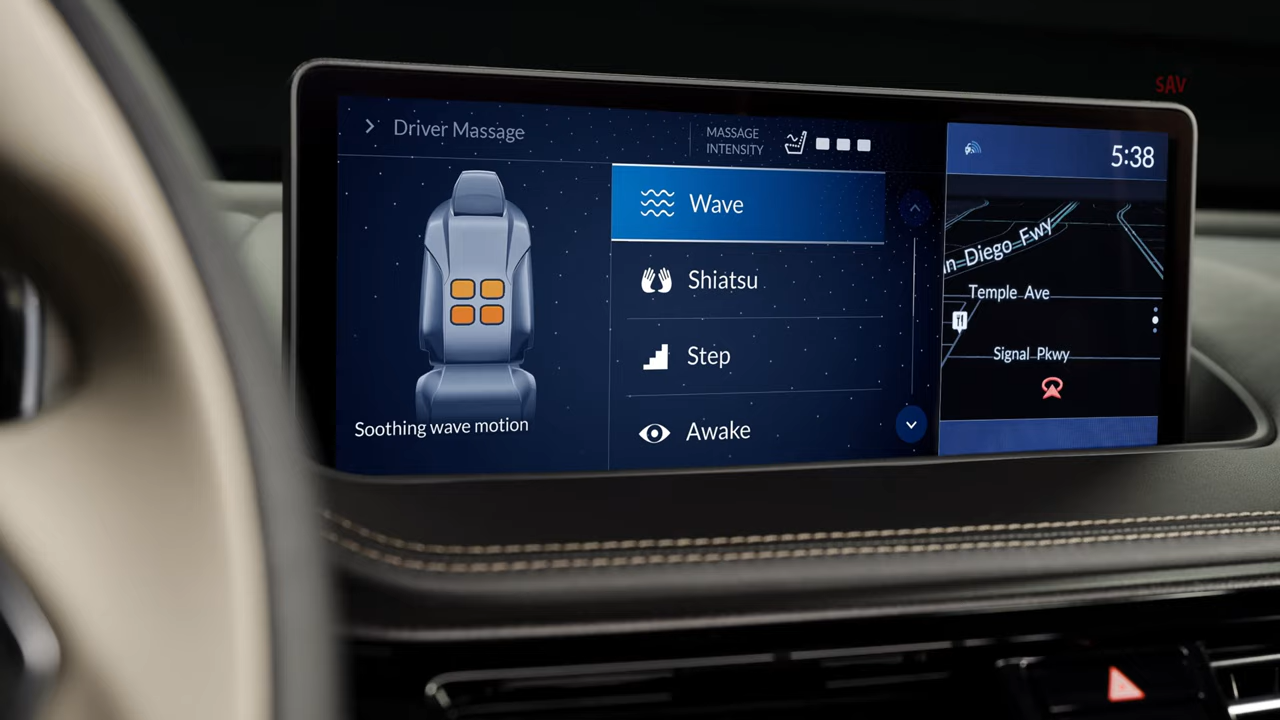 SAV
Driver Massage
MASSAGE
INTENSITY
5:38
Wave
Shiatsu
Step
Awake
Soothing wave motion
n-Diego-Fwy
Temple Ave
Signal Pkwy